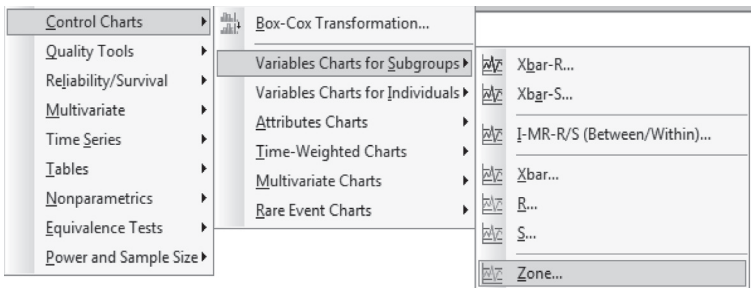 Control Charts
Quality Tools
Reliability/Survival
Multivariate
Time Series
Tables
Nonparametrics
Equivalence Tests
Power and Sample Size
Box-Cox Transformation...
Variables Charts for Subgroups
Variables Charts for Individuals
Attributes Charts
Time-Weighted Charts
Multivariate Charts
Rare Event Charts
Xbar-R...
Xbar-S...
I-MR-R/S (Between/Within)...
Xbar...
R...
S...
Zone...